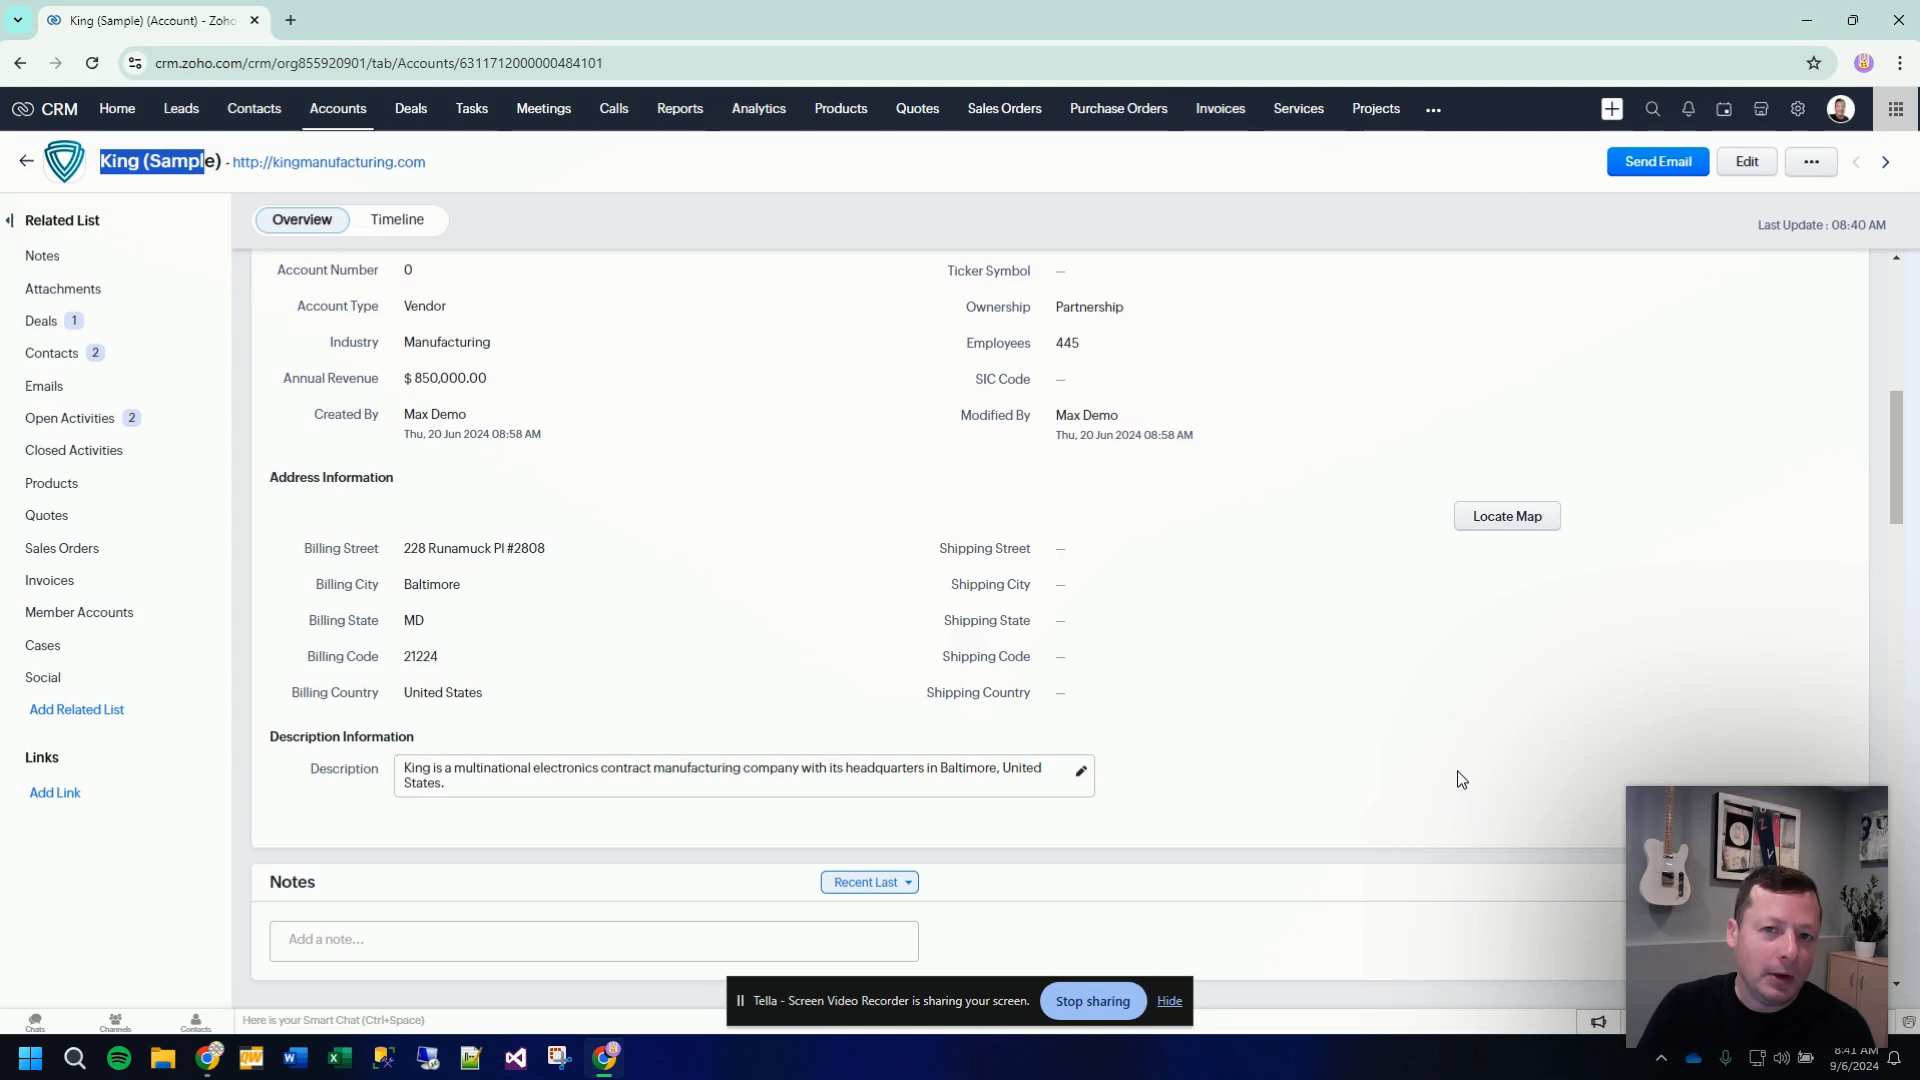 King (Sample) (Account) - Zoho
crm.zoho.com/crm/org855920901/tab/Accounts/6311712000000484101
CRM Home Leads Contacts Accounts Deals Tasks Meetings Calls Reports Analytics Products Quotes Sales Orders Purchase Orders Invoices Services Projects
King (Sample) - http://kingmanufacturing.com
Send Email Edit
Related List
Overview Timeline
Last Update : 08:40 AM
Notes
Attachments
Deals 1
Contacts 2
Emails
Open Activities 2
Closed Activities
Products
Quotes
Sales Orders
Invoices
Member Accounts
Cases
Social
Add Related List
Links
Add Link
Account Number 0
Ticker Symbol —
Account Type Vendor
Ownership Partnership
Industry Manufacturing
Employees 445
Annual Revenue $ 850,000.00
SIC Code —
Created By Max Demo
Thu, 20 Jun 2024 08:58 AM
Modified By Max Demo
Thu, 20 Jun 2024 08:58 AM
Address Information
Locate Map
Billing Street 228 Runamuck Pl #2808
Shipping Street —
Billing City Baltimore
Shipping City —
Billing State MD
Shipping State —
Billing Code 21224
Shipping Code —
Billing Country United States
Shipping Country —
Description Information
Description King is a multinational electronics contract manufacturing company with its headquarters in Baltimore, United
States.
Notes
Recent Last
Add a note...
Tella - Screen Video Recorder is sharing your screen. Stop sharing Hide
Chats Channels Contacts
Here is your Smart Chat (Ctrl+Space)
8:41 AM
9/6/2024